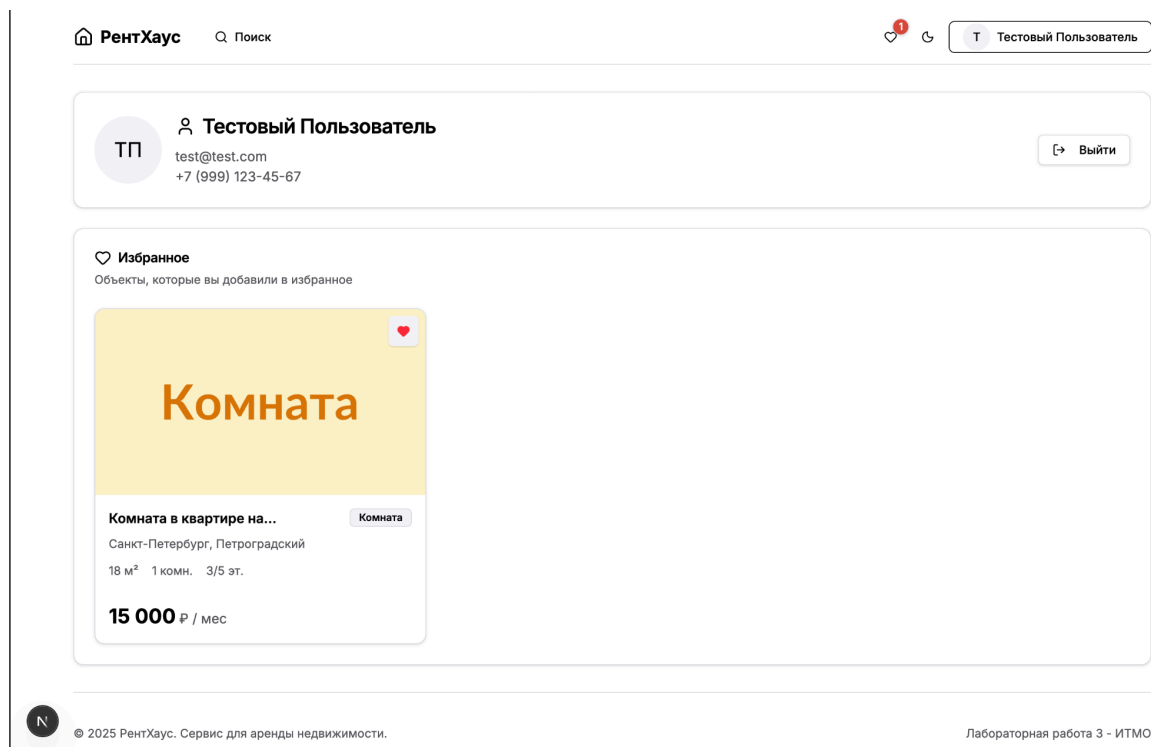 РентХаус Поиск 1 Т Тестовый Пользователь
ТП
Тестовый Пользователь
test@test.com
+7 (999) 123-45-67
Выйти
Избранное
Объекты, которые вы добавили в избранное
Комната
Комната в квартире на... Комната
Санкт-Петербург, Петроградский
18 м² 1 комн. 3/5 эт.
15 000 ₽ / мес
N
© 2025 РентХаус. Сервис для аренды недвижимости. Лабораторная работа 3 - ИТМО